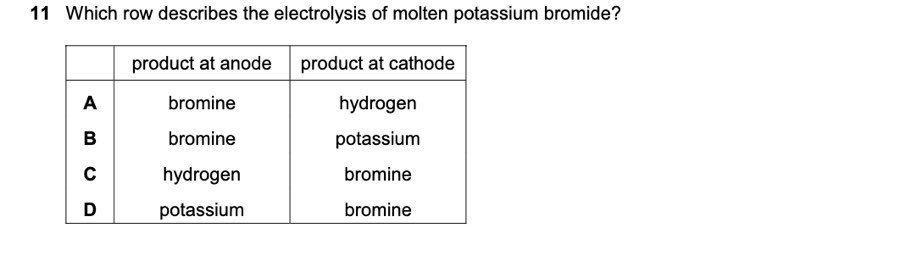 11 Which row describes the electrolysis of molten potassium bromide?
product at anode product at cathode
A bromine hydrogen
B bromine potassium
C hydrogen bromine
D potassium bromine